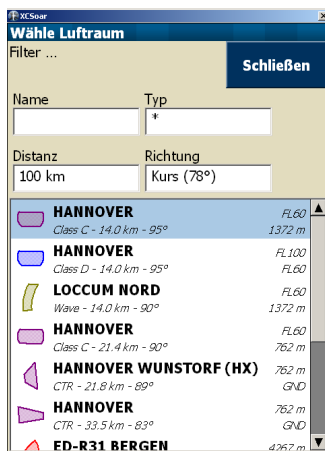 XCSoar
Wähle Luftraum
Filter ...
Schließen
Name Typ
*
Distanz Richtung
100 km Kurs (78°)
HANNOVER FL60
Class C - 14.0 km - 95° 1372 m
HANNOVER FL100
Class D - 14.0 km - 95° FL60
LOCCUM NORD FL60
Wave - 14.0 km - 90° 1372 m
HANNOVER FL60
Class C - 21.4 km - 90° 762 m
HANNOVER WUNSTORF (HX) 762 m
CTR - 21.8 km - 89° GND
HANNOVER 762 m
CTR - 33.5 km - 83° GND
ED-R31 BERGEN 4267 m